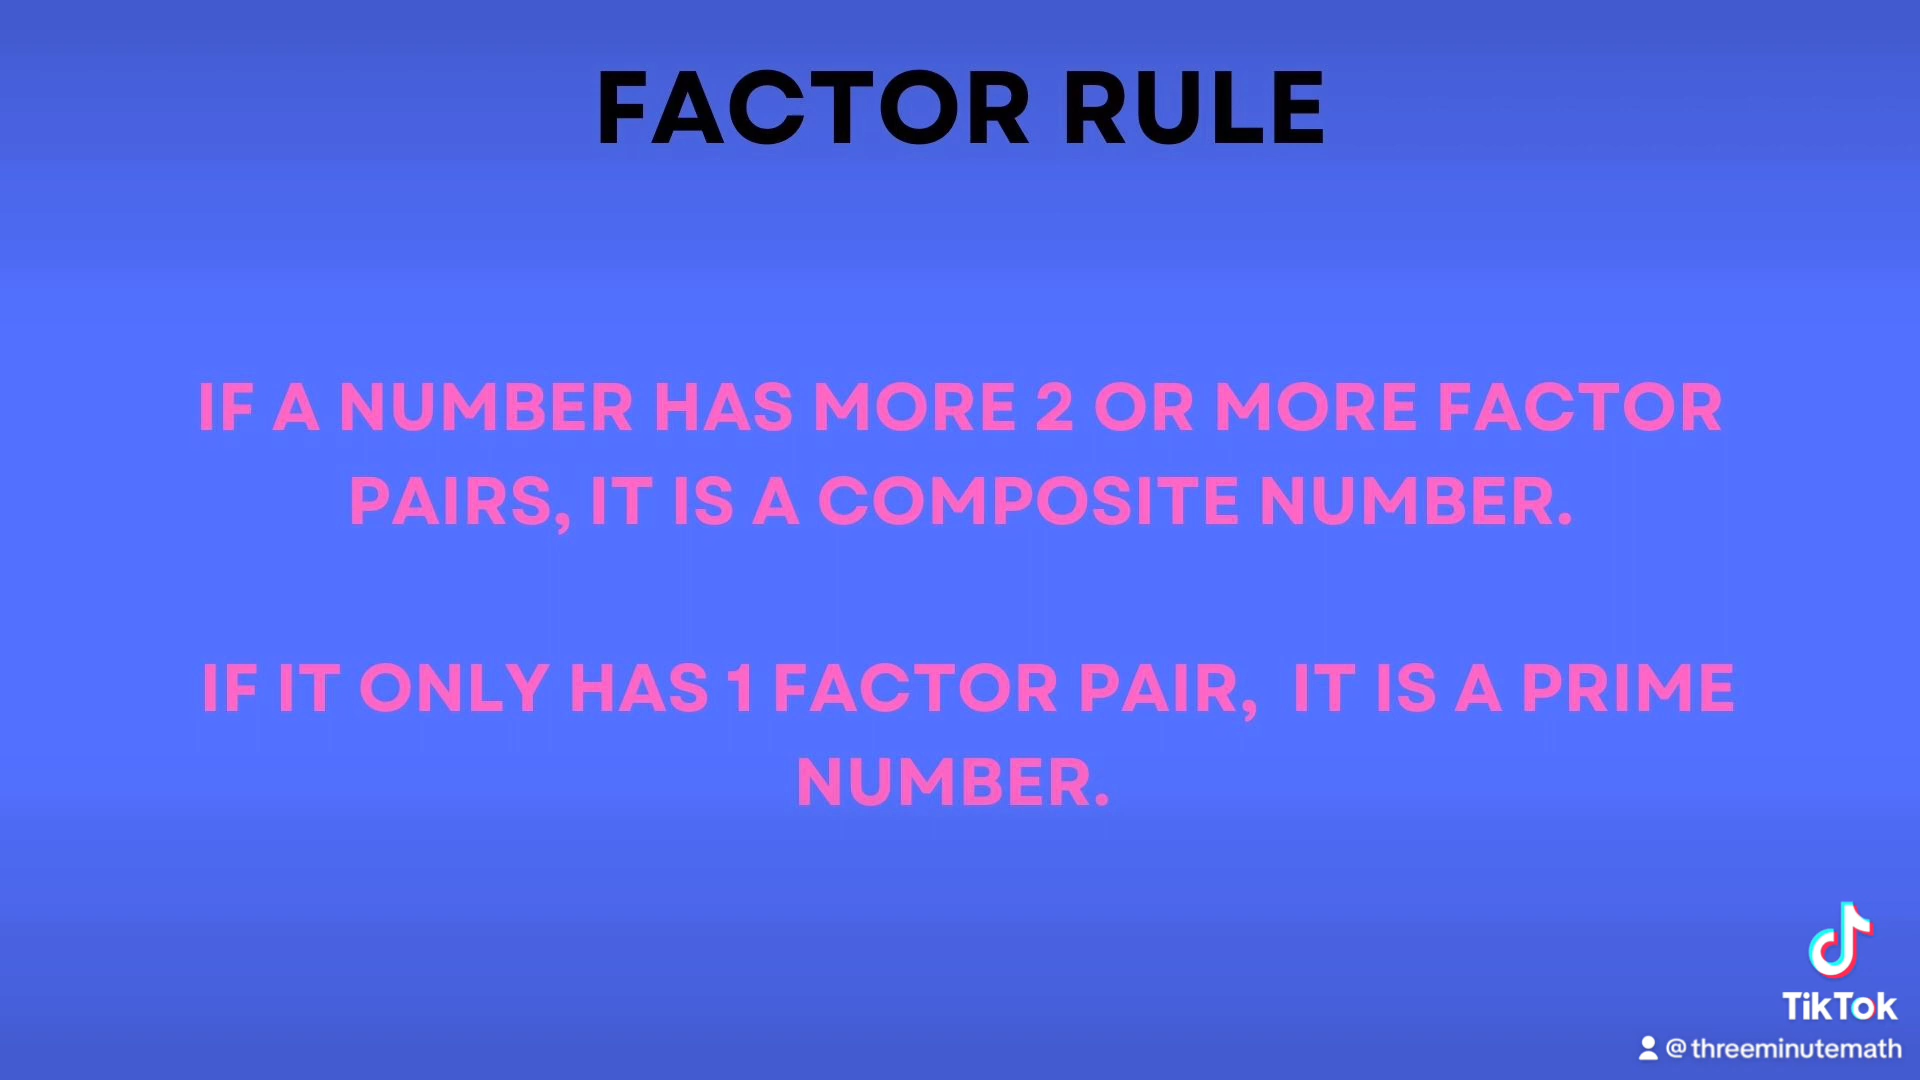 FACTOR RULE
IF A NUMBER HAS MORE 2 OR MORE FACTOR
PAIRS, IT IS A COMPOSITE NUMBER.
IF IT ONLY HAS 1 FACTOR PAIR, IT IS A PRIME
NUMBER.
TikTok
@threeminutemath